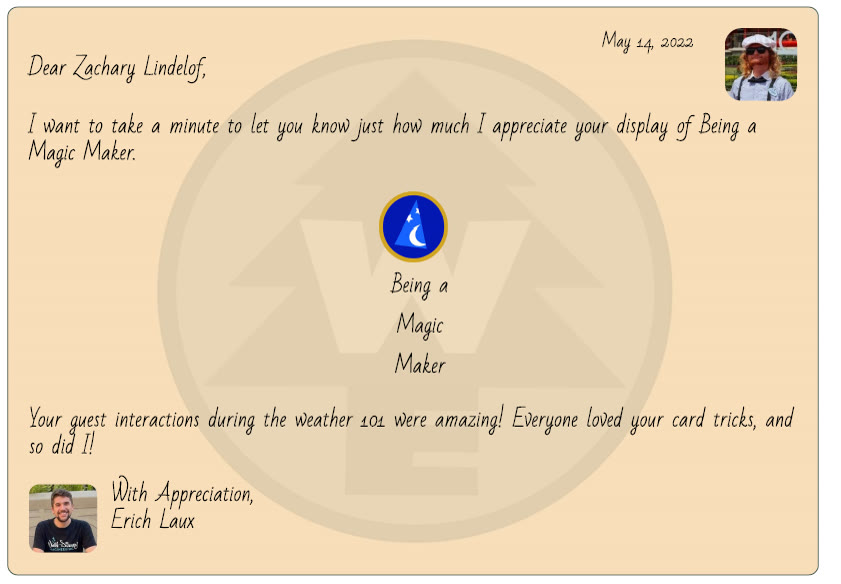 May 14, 2022
Dear Zachary Lindelof,
I want to take a minute to let you know just how much I appreciate your display of Being a
Magic Maker.
Being a
Magic
Maker
Your guest interactions during the weather 101 were amazing! Everyone loved your card tricks, and
so did I!
With Appreciation,
Erich Laux
WE